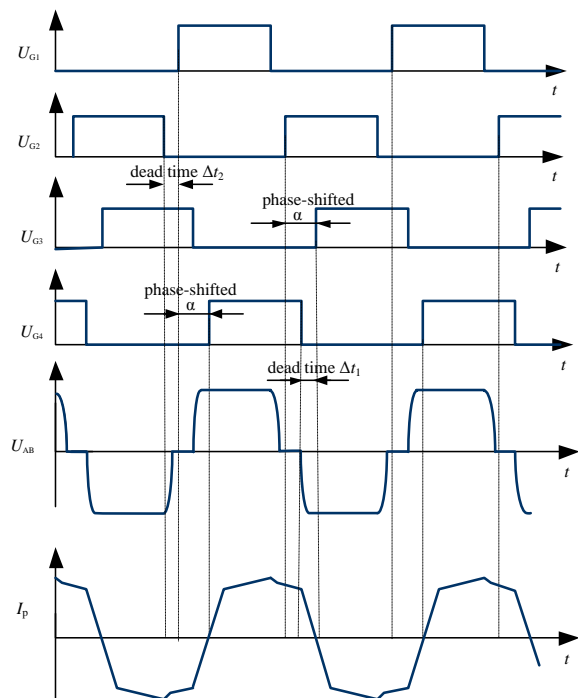 U_G1
t
U_G2
t
dead time Δt_2
phase-shifted
α
U_G3
t
phase-shifted
α
U_G4
t
dead time Δt_1
U_AB
t
I_p
t